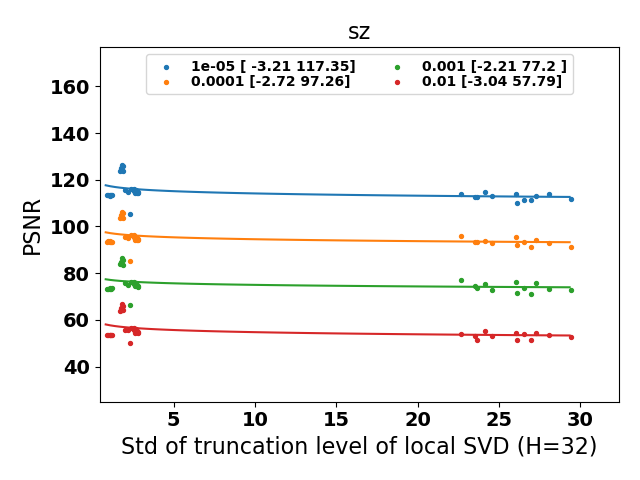 sz
1e-05 [ -3.21 117.35]
0.0001 [-2.72 97.26]
0.001 [-2.21 77.2 ]
0.01 [-3.04 57.79]
PSNR
160
140
120
100
80
60
40
5 10 15 20 25 30
Std of truncation level of local SVD (H=32)